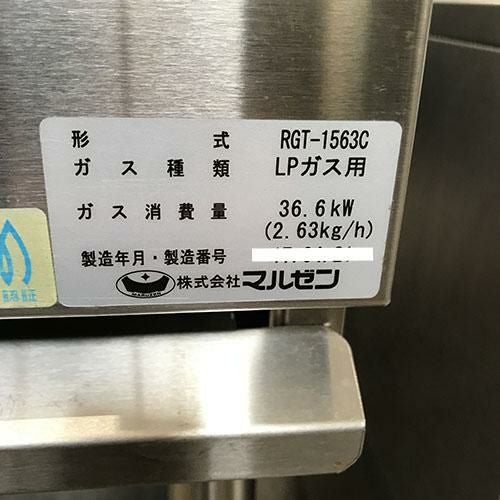 形式 RGT-1563C
ガス種類 LPガス用
ガス消費量 36.6kW
(2.63kg/h)
製造年月・製造番号
MARUZEN 株式会社マルゼン